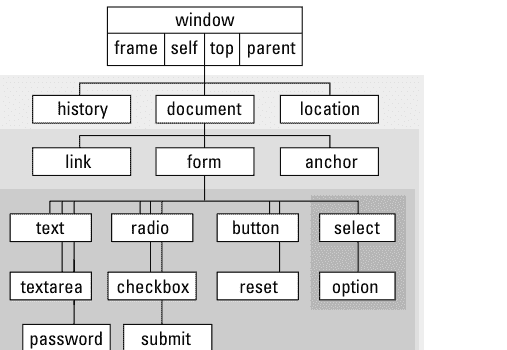 window
frame self top parent
history document location
link form anchor
text radio button select
textarea checkbox reset option
password submit